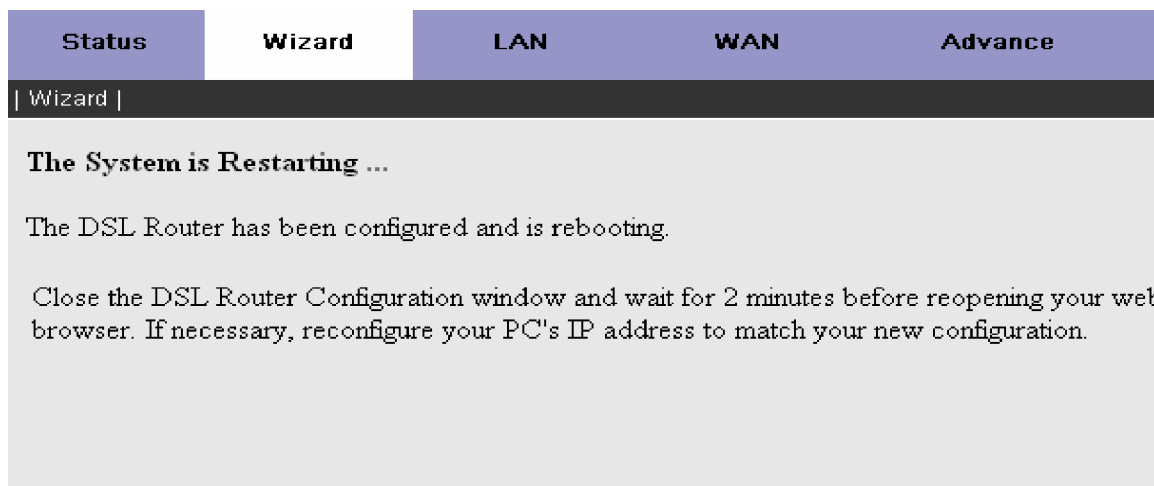 Status Wizard LAN WAN Advance
| Wizard |
The System is Restarting ...
The DSL Router has been configured and is rebooting.
Close the DSL Router Configuration window and wait for 2 minutes before reopening your web
browser. If necessary, reconfigure your PC's IP address to match your new configuration.